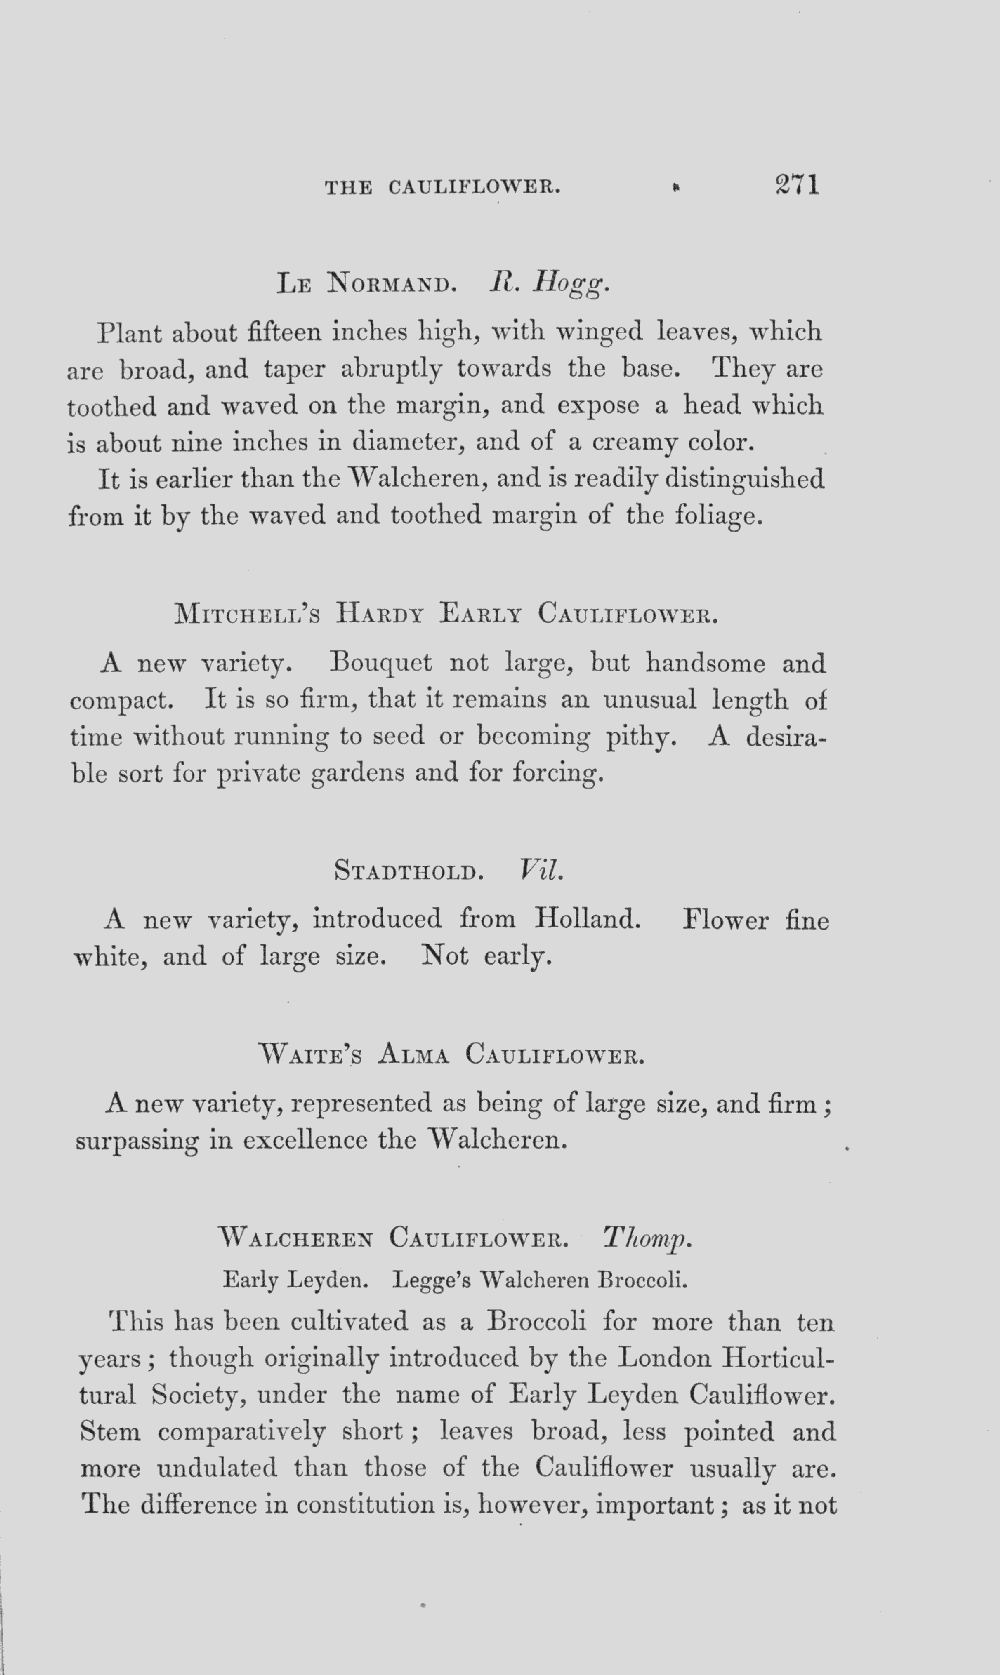 THE CAULIFLOWER. 271
LE NORMAND. R. Hogg.
Plant about fifteen inches high, with winged leaves, which
are broad, and taper abruptly towards the base. They are
toothed and waved on the margin, and expose a head which
is about nine inches in diameter, and of a creamy color.
It is earlier than the Walcheren, and is readily distinguished
from it by the waved and toothed margin of the foliage.
MITCHELL'S HARDY EARLY CAULIFLOWER.
A new variety. Bouquet not large, but handsome and
compact. It is so firm, that it remains an unusual length of
time without running to seed or becoming pithy. A desira-
ble sort for private gardens and for forcing.
STADTHOLD. Vil.
A new variety, introduced from Holland. Flower fine
white, and of large size. Not early.
WAITE'S ALMA CAULIFLOWER.
A new variety, represented as being of large size, and firm;
surpassing in excellence the Walcheren.
WALCHEREN CAULIFLOWER. Thomp.
Early Leyden. Legge's Walcheren Broccoli.
This has been cultivated as a Broccoli for more than ten
years; though originally introduced by the London Horticul-
tural Society, under the name of Early Leyden Cauliflower.
Stem comparatively short; leaves broad, less pointed and
more undulated than those of the Cauliflower usually are.
The difference in constitution is, however, important; as it not